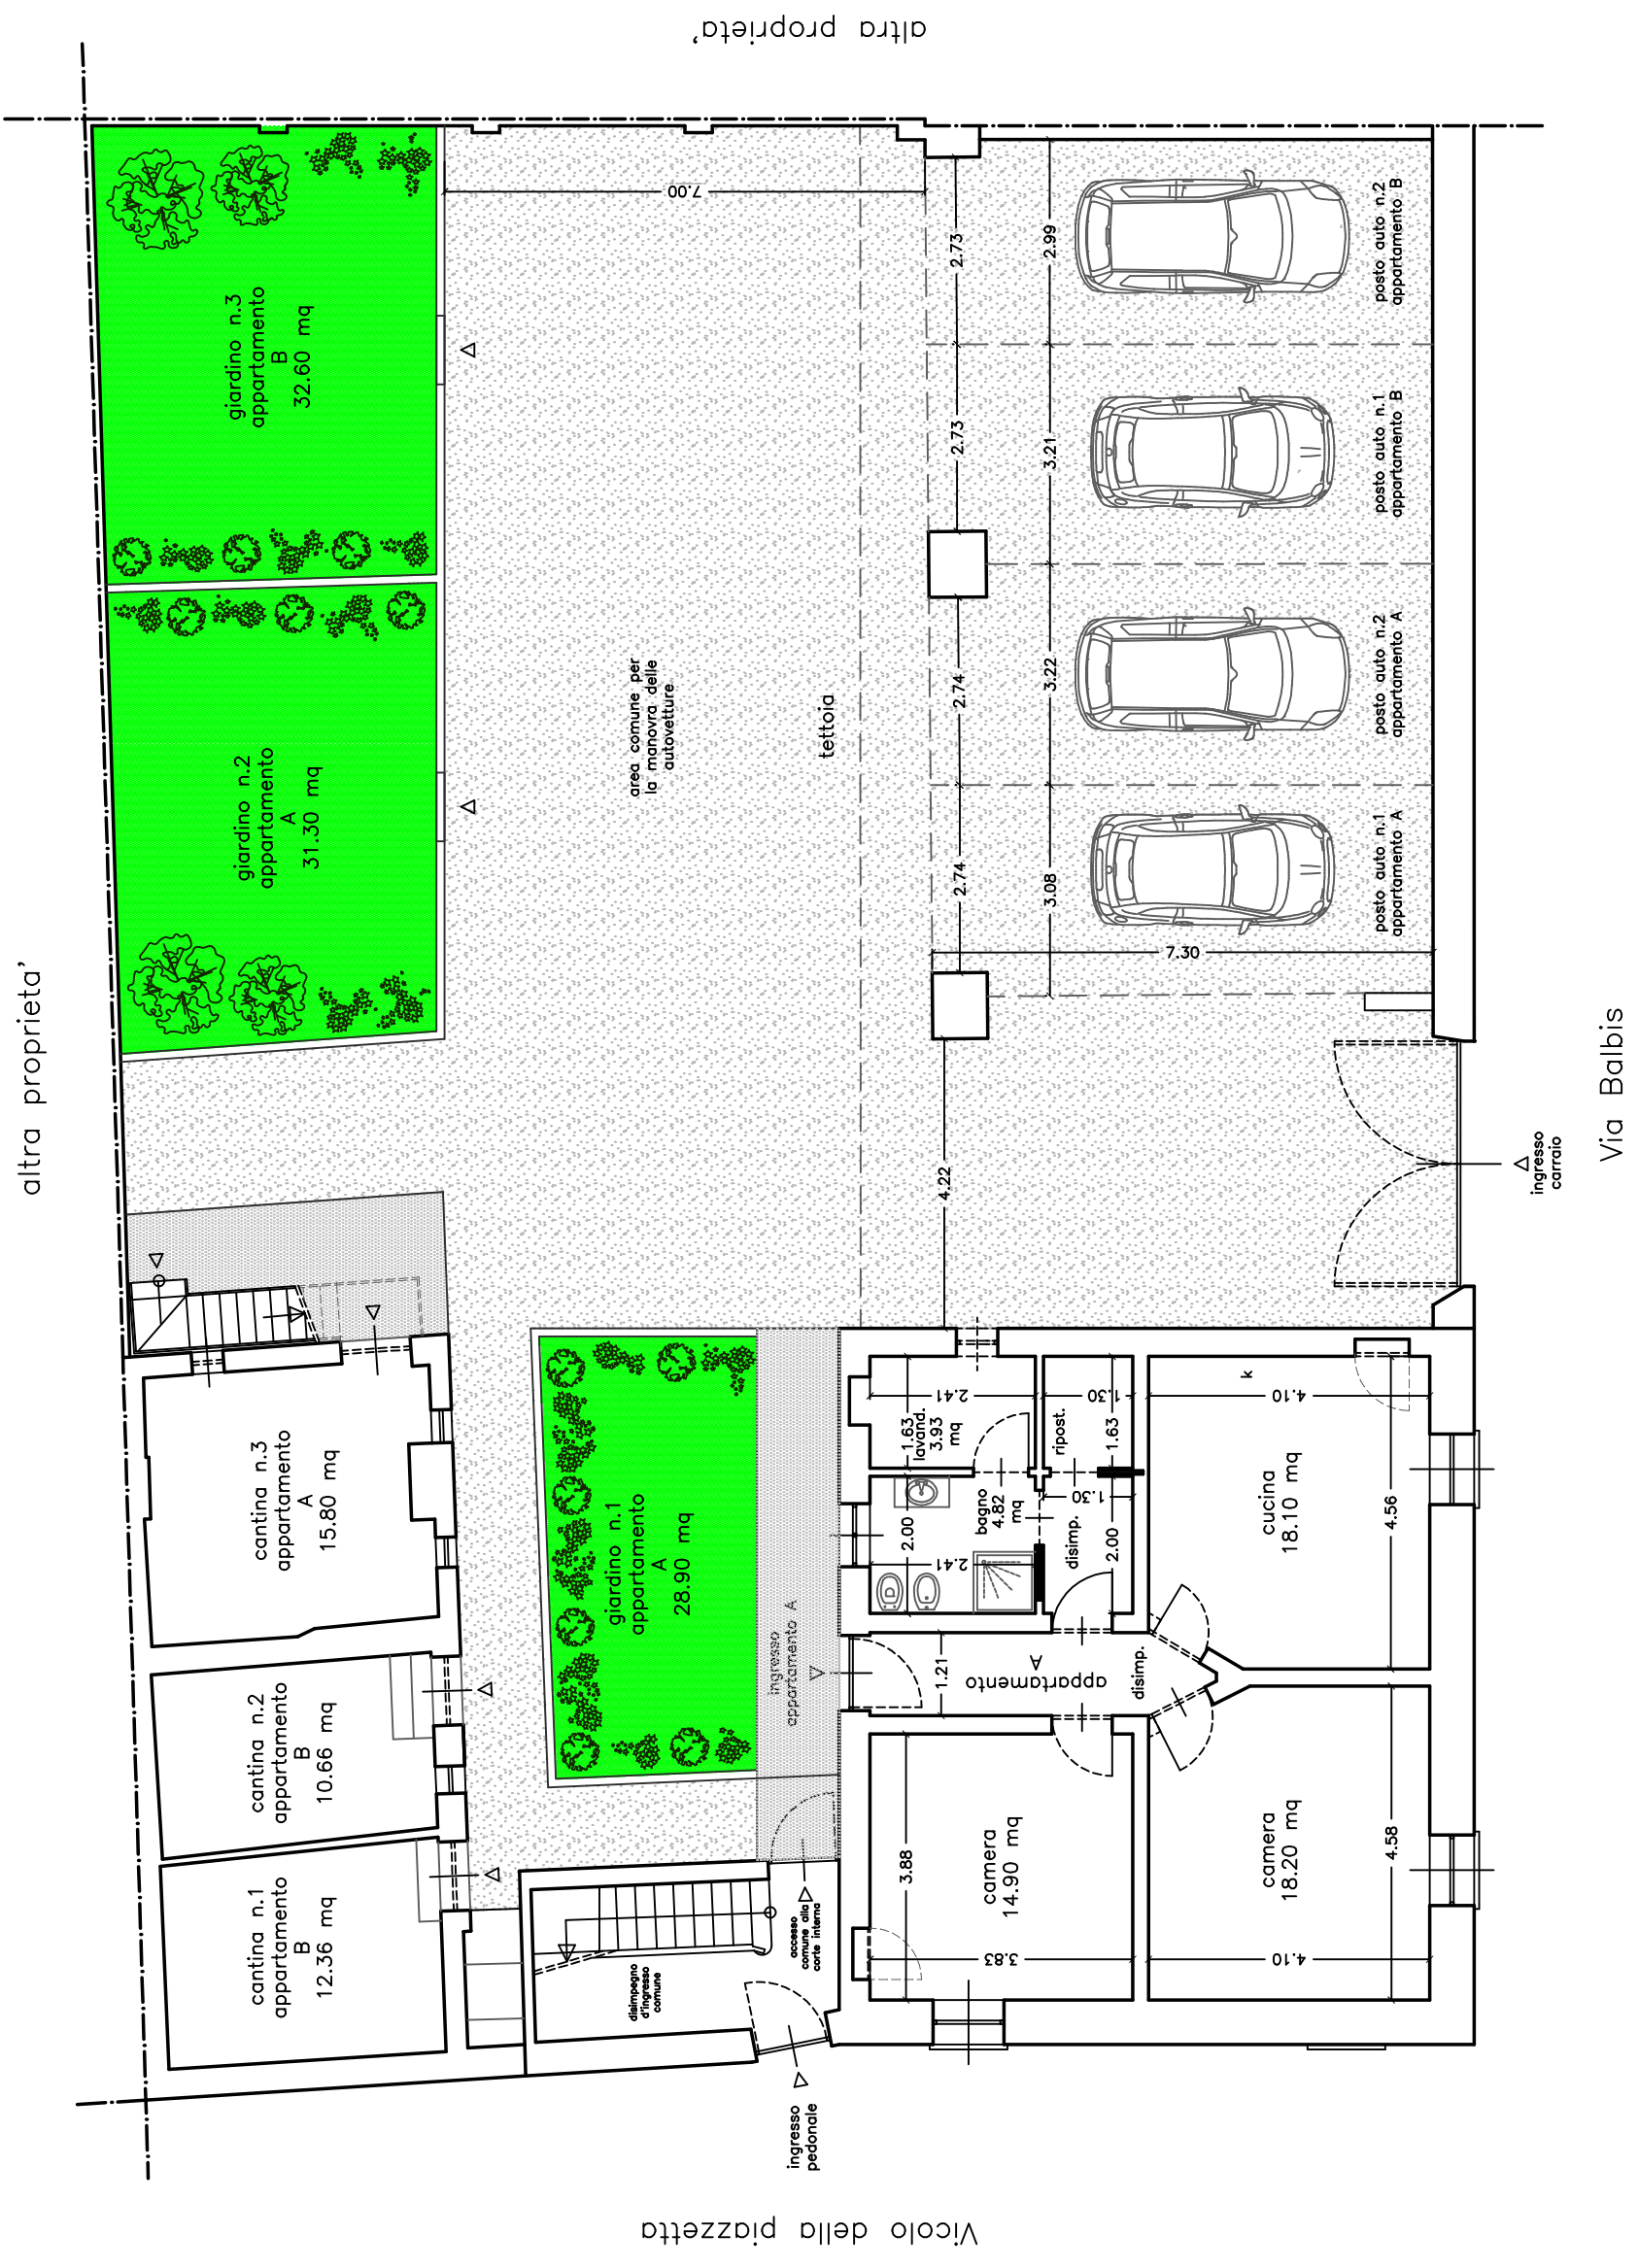 altra proprieta'
altra proprieta'
giardino n.3
appartamento
B
32.60 mq
giardino n.2
appartamento
A
31.30 mq
7.00
area comune per
la manovra delle
autovetture
tettoia
2.73
2.73
2.74
2.74
2.99
3.21
3.22
3.08
7.30
4.22
posto auto n.2
appartamento B
posto auto n.1
appartamento B
posto auto n.2
appartamento A
posto auto n.1
appartamento A
ingresso
carraio
Via Balbis
cantina n.3
appartamento
A
15.80 mq
cantina n.2
appartamento
B
10.66 mq
cantina n.1
appartamento
B
12.36 mq
giardino n.1
appartamento
A
28.90 mq
ingresso
appartamento A
lavand.
3.93
mq
1.63
2.41
ripost.
1.30
1.63
bagno
4.82
mq
2.00
2.41
disimp.
1.30
2.00
k
4.10
cucina
18.10 mq
4.56
1.21
appartamento
A
disimp.
camera
14.90 mq
3.88
3.83
camera
18.20 mq
4.58
4.10
disimpegno
d'ingresso
comune
accesso
comune alla
corte interna
ingresso
pedonale
Vicolo della piazzetta